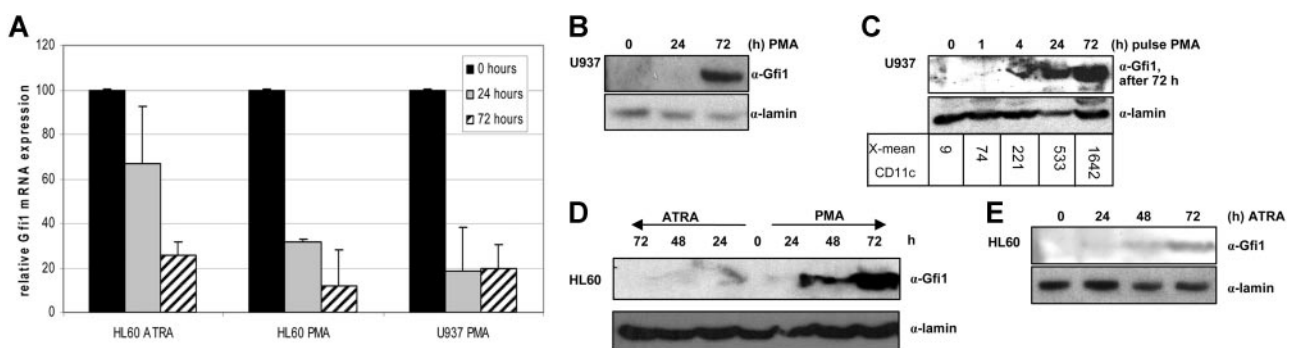 A
120
100
80
60
40
20
0
relative Gfi1 mRNA expression
0 hours
24 hours
72 hours
HL60 ATRA
HL60 PMA
U937 PMA
B
0 24 72 (h) PMA
U937
α-Gfi1
α-lamin
C
0 1 4 24 72 (h) pulse PMA
U937
α-Gfi1,
after 72 h
α-lamin
X-mean
CD11c
9
74
221
533
1642
D
ATRA PMA
72 48 24 0 24 48 72 h
HL60
α-Gfi1
α-lamin
E
0 24 48 72 (h) ATRA
HL60
α-Gfi1
α-lamin